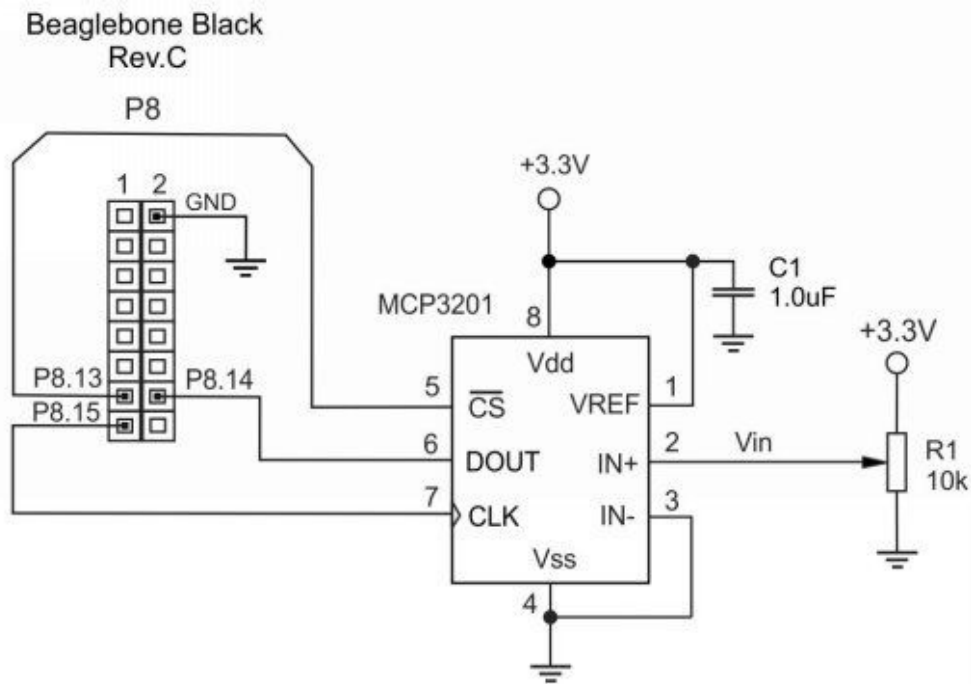 Beaglebone Black
Rev.C
P8
1 2
GND
P8.13
P8.14
P8.15
+3.3V
C1
1.0uF
MCP3201
8
Vdd
5
CS
VREF
1
6
DOUT
IN+
2
Vin
7
CLK
IN-
3
Vss
4
+3.3V
R1
10k